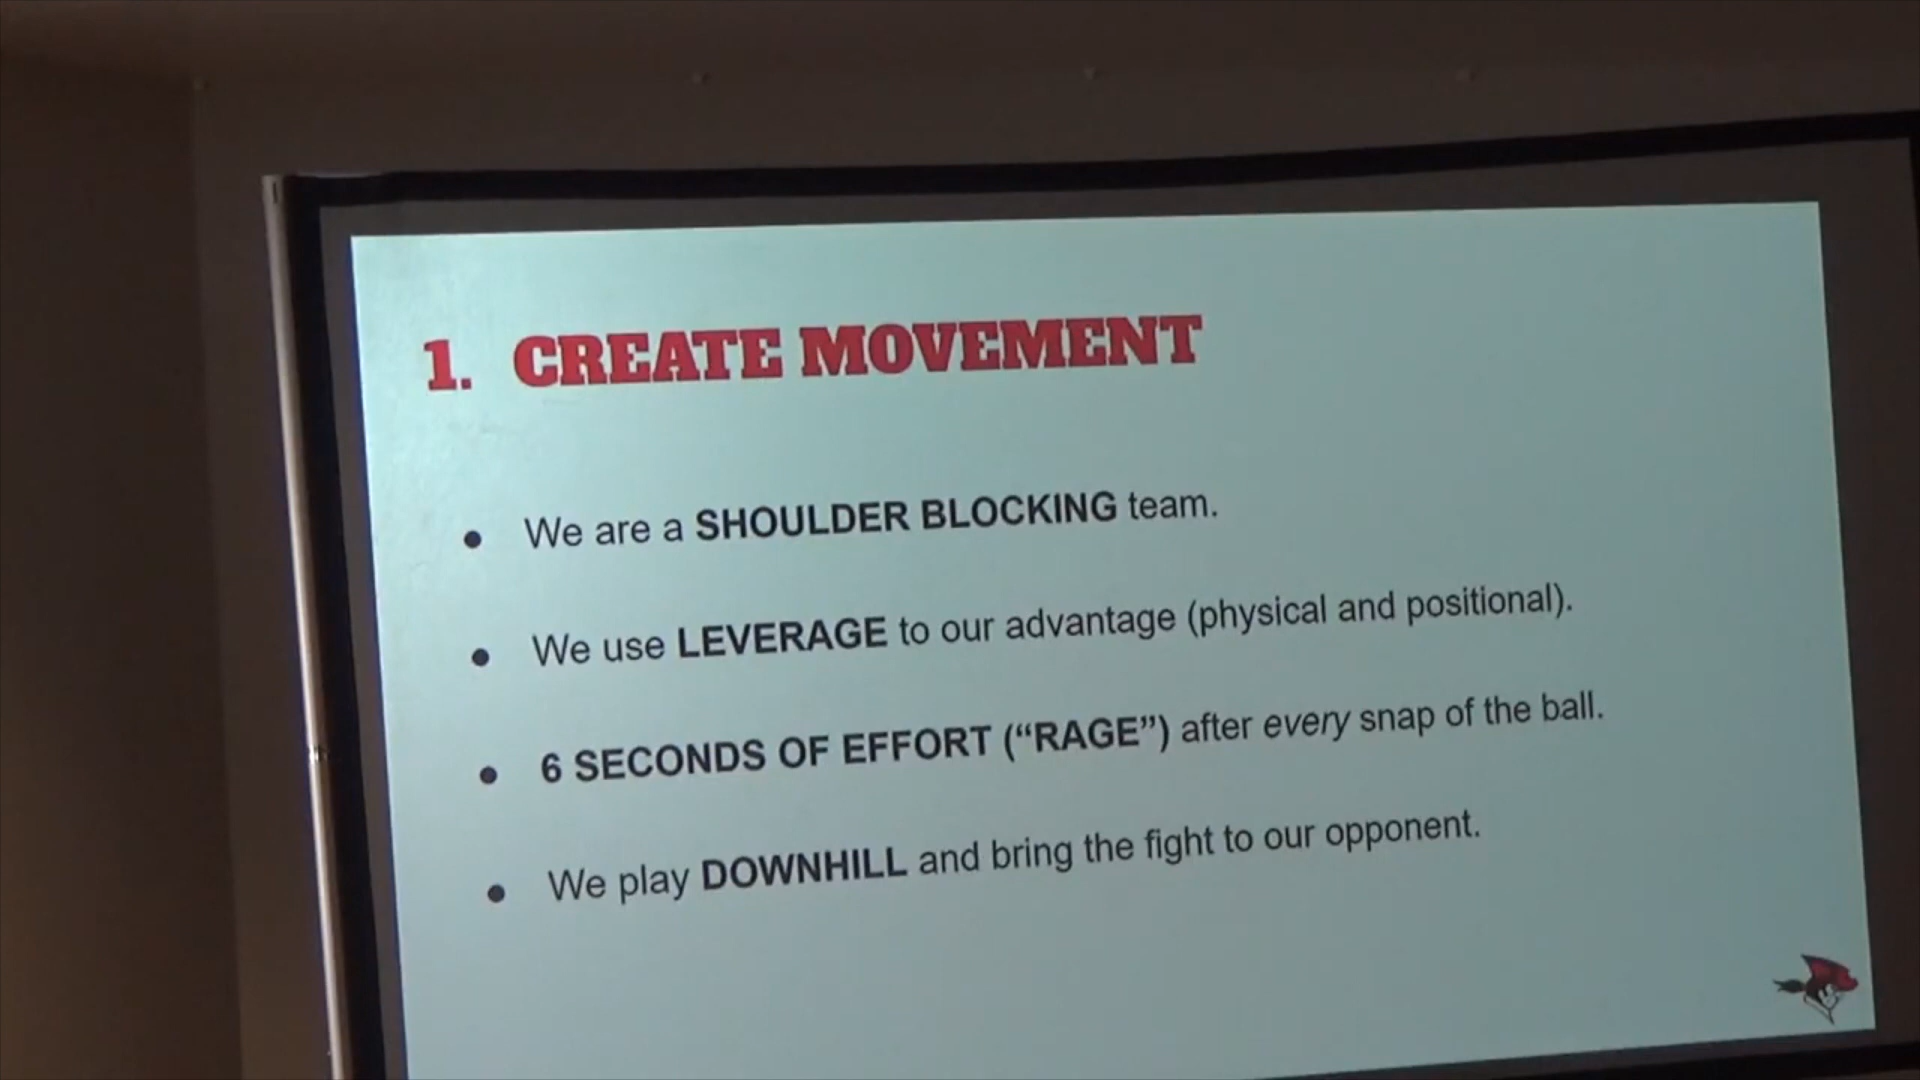 1. CREATE MOVEMENT
● We are a SHOULDER BLOCKING team.
● We use LEVERAGE to our advantage (physical and positional).
● 6 SECONDS OF EFFORT (“RAGE”) after every snap of the ball.
● We play DOWNHILL and bring the fight to our opponent.